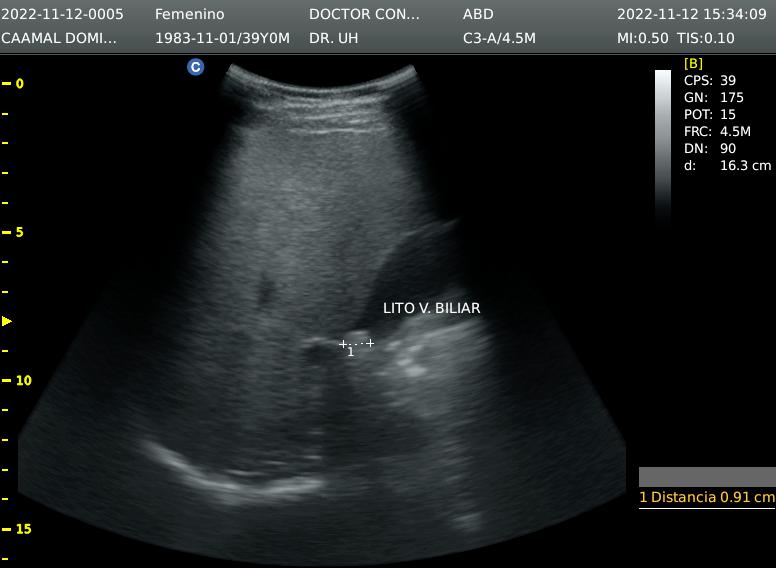 2022-11-12-0005 Femenino DOCTOR CON... ABD 2022-11-12 15:34:09
CAAMAL DOMI... 1983-11-01/39Y0M DR. UH C3-A/4.5M MI:0.50 TIS:0.10
C
[B]
CPS: 39
GN: 175
POT: 15
FRC: 4.5M
DN: 90
d: 16.3 cm
0
5
10
15
LITO V. BILIAR
1
1 Distancia 0.91 cm